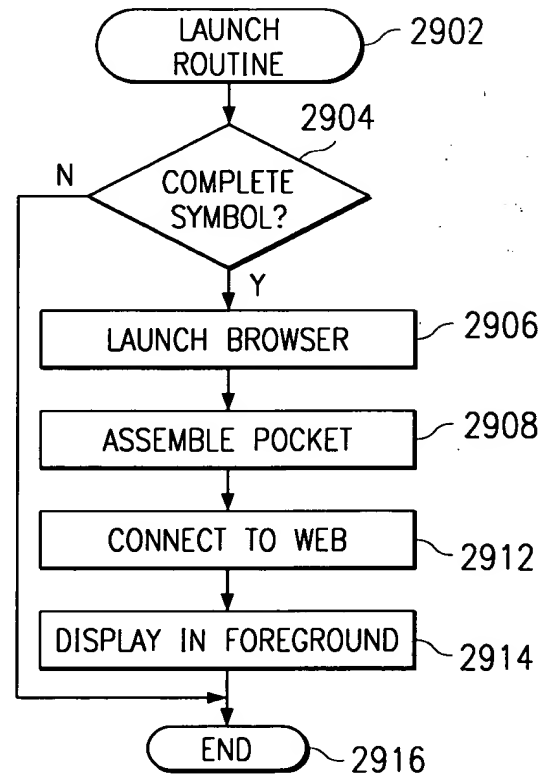 LAUNCH
ROUTINE
2902
2904
N
COMPLETE
SYMBOL?
Y
LAUNCH BROWSER
2906
ASSEMBLE POCKET
2908
CONNECT TO WEB
2912
DISPLAY IN FOREGROUND
2914
END
2916